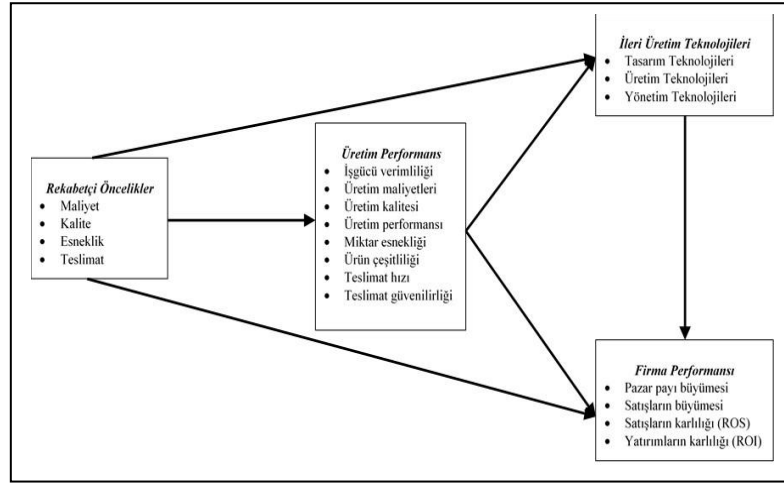 İleri Üretim Teknolojileri
• Tasarım Teknolojileri
• Üretim Teknolojileri
• Yönetim Teknolojileri
Rekabetçi Öncelikler
• Maliyet
• Kalite
• Esneklik
• Teslimat
Üretim Performans
• İşgücü verimliliği
• Üretim maliyetleri
• Üretim kalitesi
• Üretim performansı
• Miktar esnekliği
• Ürün çeşitliliği
• Teslimat hızı
• Teslimat güvenilirliği
Firma Performansı
• Pazar payı büyümesi
• Satışların büyümesi
• Satışların karlılığı (ROS)
• Yatırımların karlılığı (ROI)